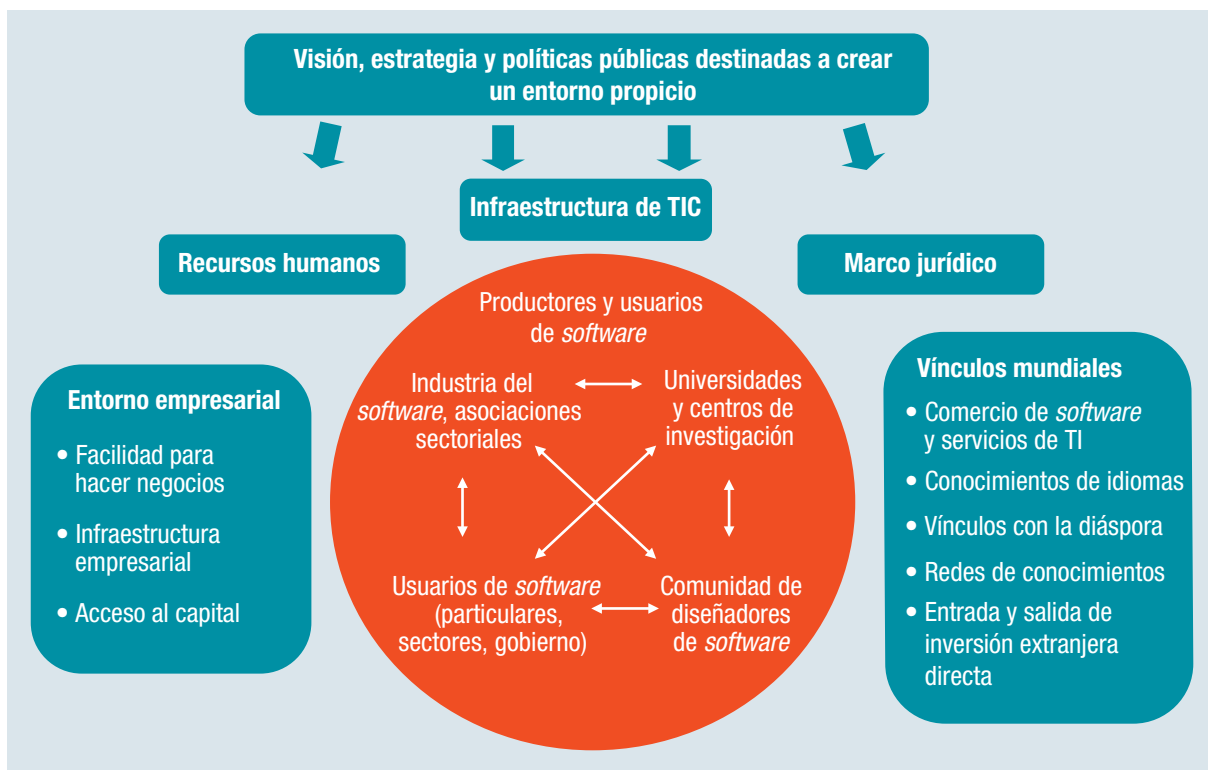 Visión, estrategia y políticas públicas destinadas a crear
un entorno propicio
Infraestructura de TIC
Recursos humanos
Marco jurídico
Productores y usuarios
de software
Industria del
software, asociaciones
sectoriales
Universidades
y centros de
investigación
Usuarios de software
(particulares,
sectores, gobierno)
Comunidad de
diseñadores
de software
Entorno empresarial
• Facilidad para
hacer negocios
• Infraestructura
empresarial
• Acceso al capital
Vínculos mundiales
• Comercio de software
y servicios de TI
• Conocimientos de idiomas
• Vínculos con la diáspora
• Redes de conocimientos
• Entrada y salida de
inversión extranjera
directa